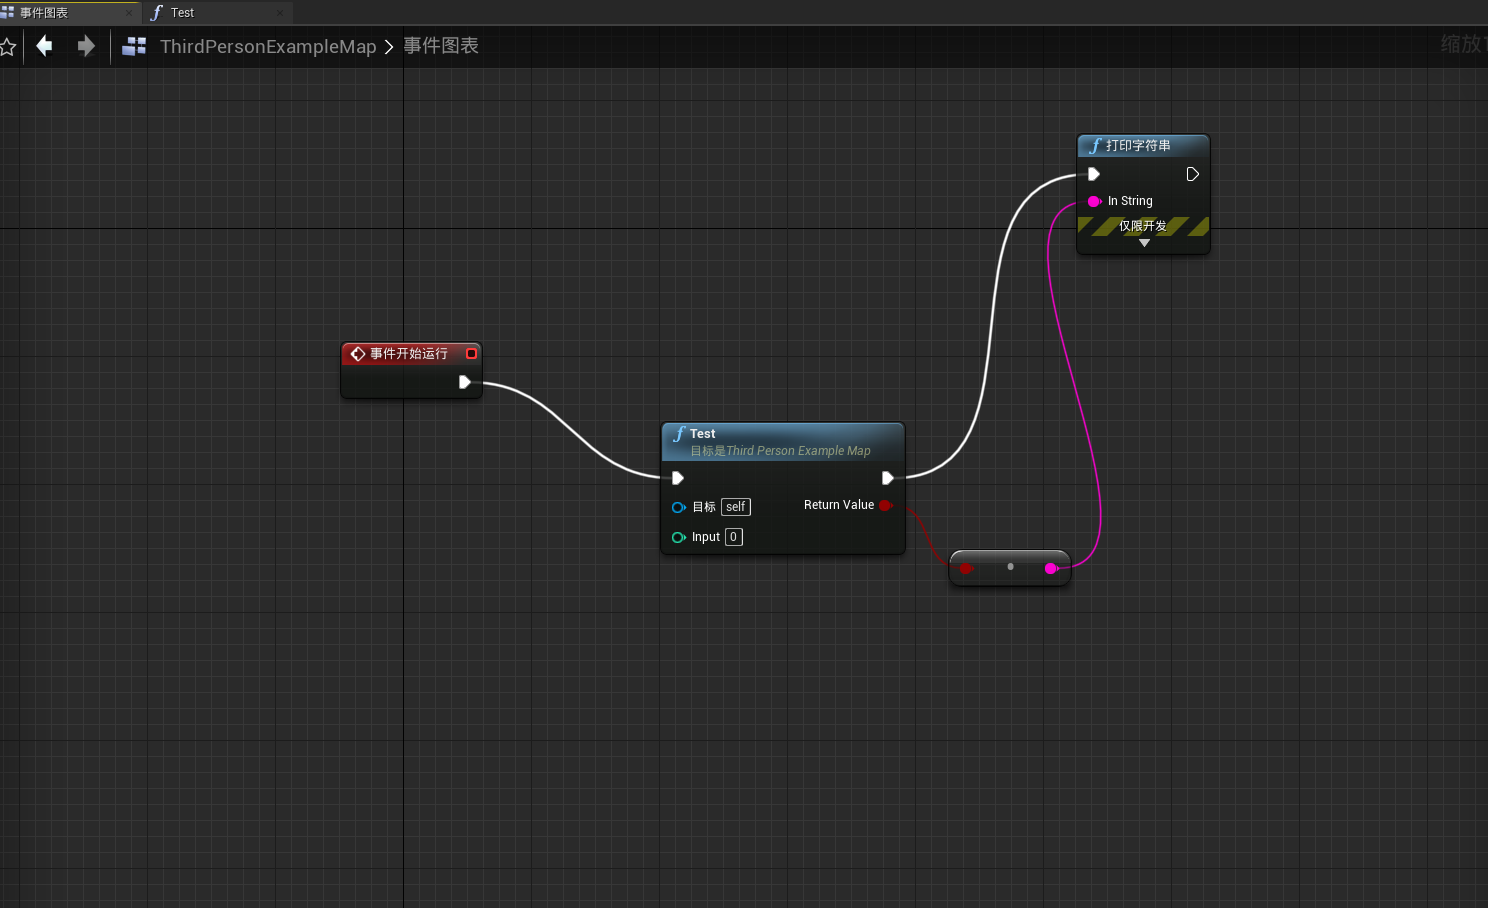 事件图表
Test
ThirdPersonExampleMap
事件图表
缩放
打印字符串
In String
仅限开发
事件开始运行
Test
目标是Third Person Example Map
目标 self
Return Value
Input 0